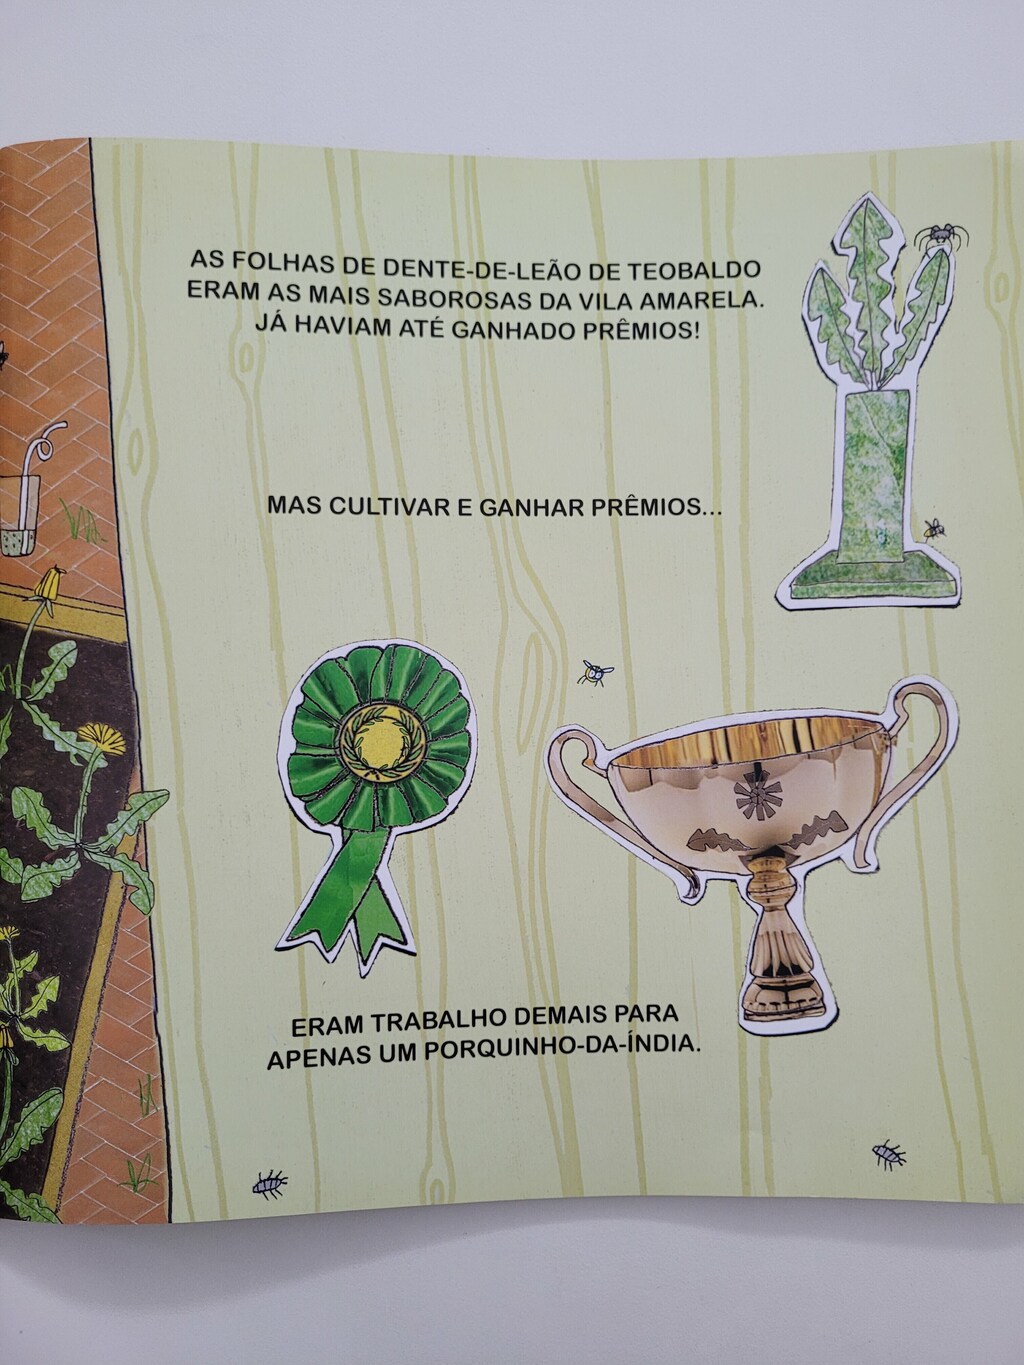 AS FOLHAS DE DENTE-DE-LEÃO DE TEOBALDO
ERAM AS MAIS SABOROSAS DA VILA AMARELA.
JÁ HAVIAM ATÉ GANHADO PRÊMIOS!
MAS CULTIVAR E GANHAR PRÊMIOS...
ERAM TRABALHO DEMAIS PARA
APENAS UM PORQUINHO-DA-ÍNDIA.